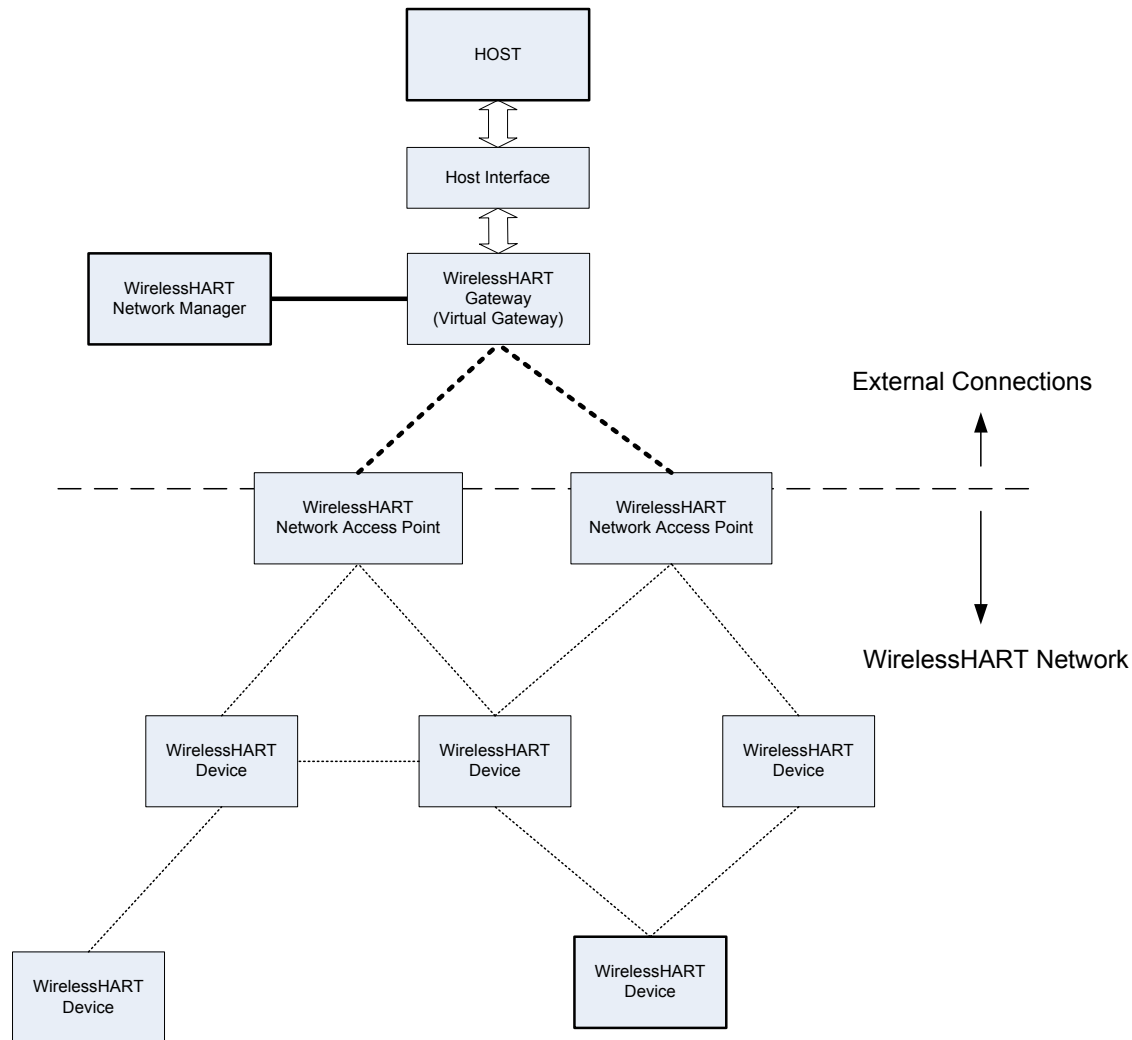 HOST
Host Interface
WirelessHART
Network Manager
WirelessHART
Gateway
(Virtual Gateway)
External Connections
WirelessHART
Network Access Point
WirelessHART
Network Access Point
WirelessHART Network
WirelessHART
Device
WirelessHART
Device
WirelessHART
Device
WirelessHART
Device
WirelessHART
Device